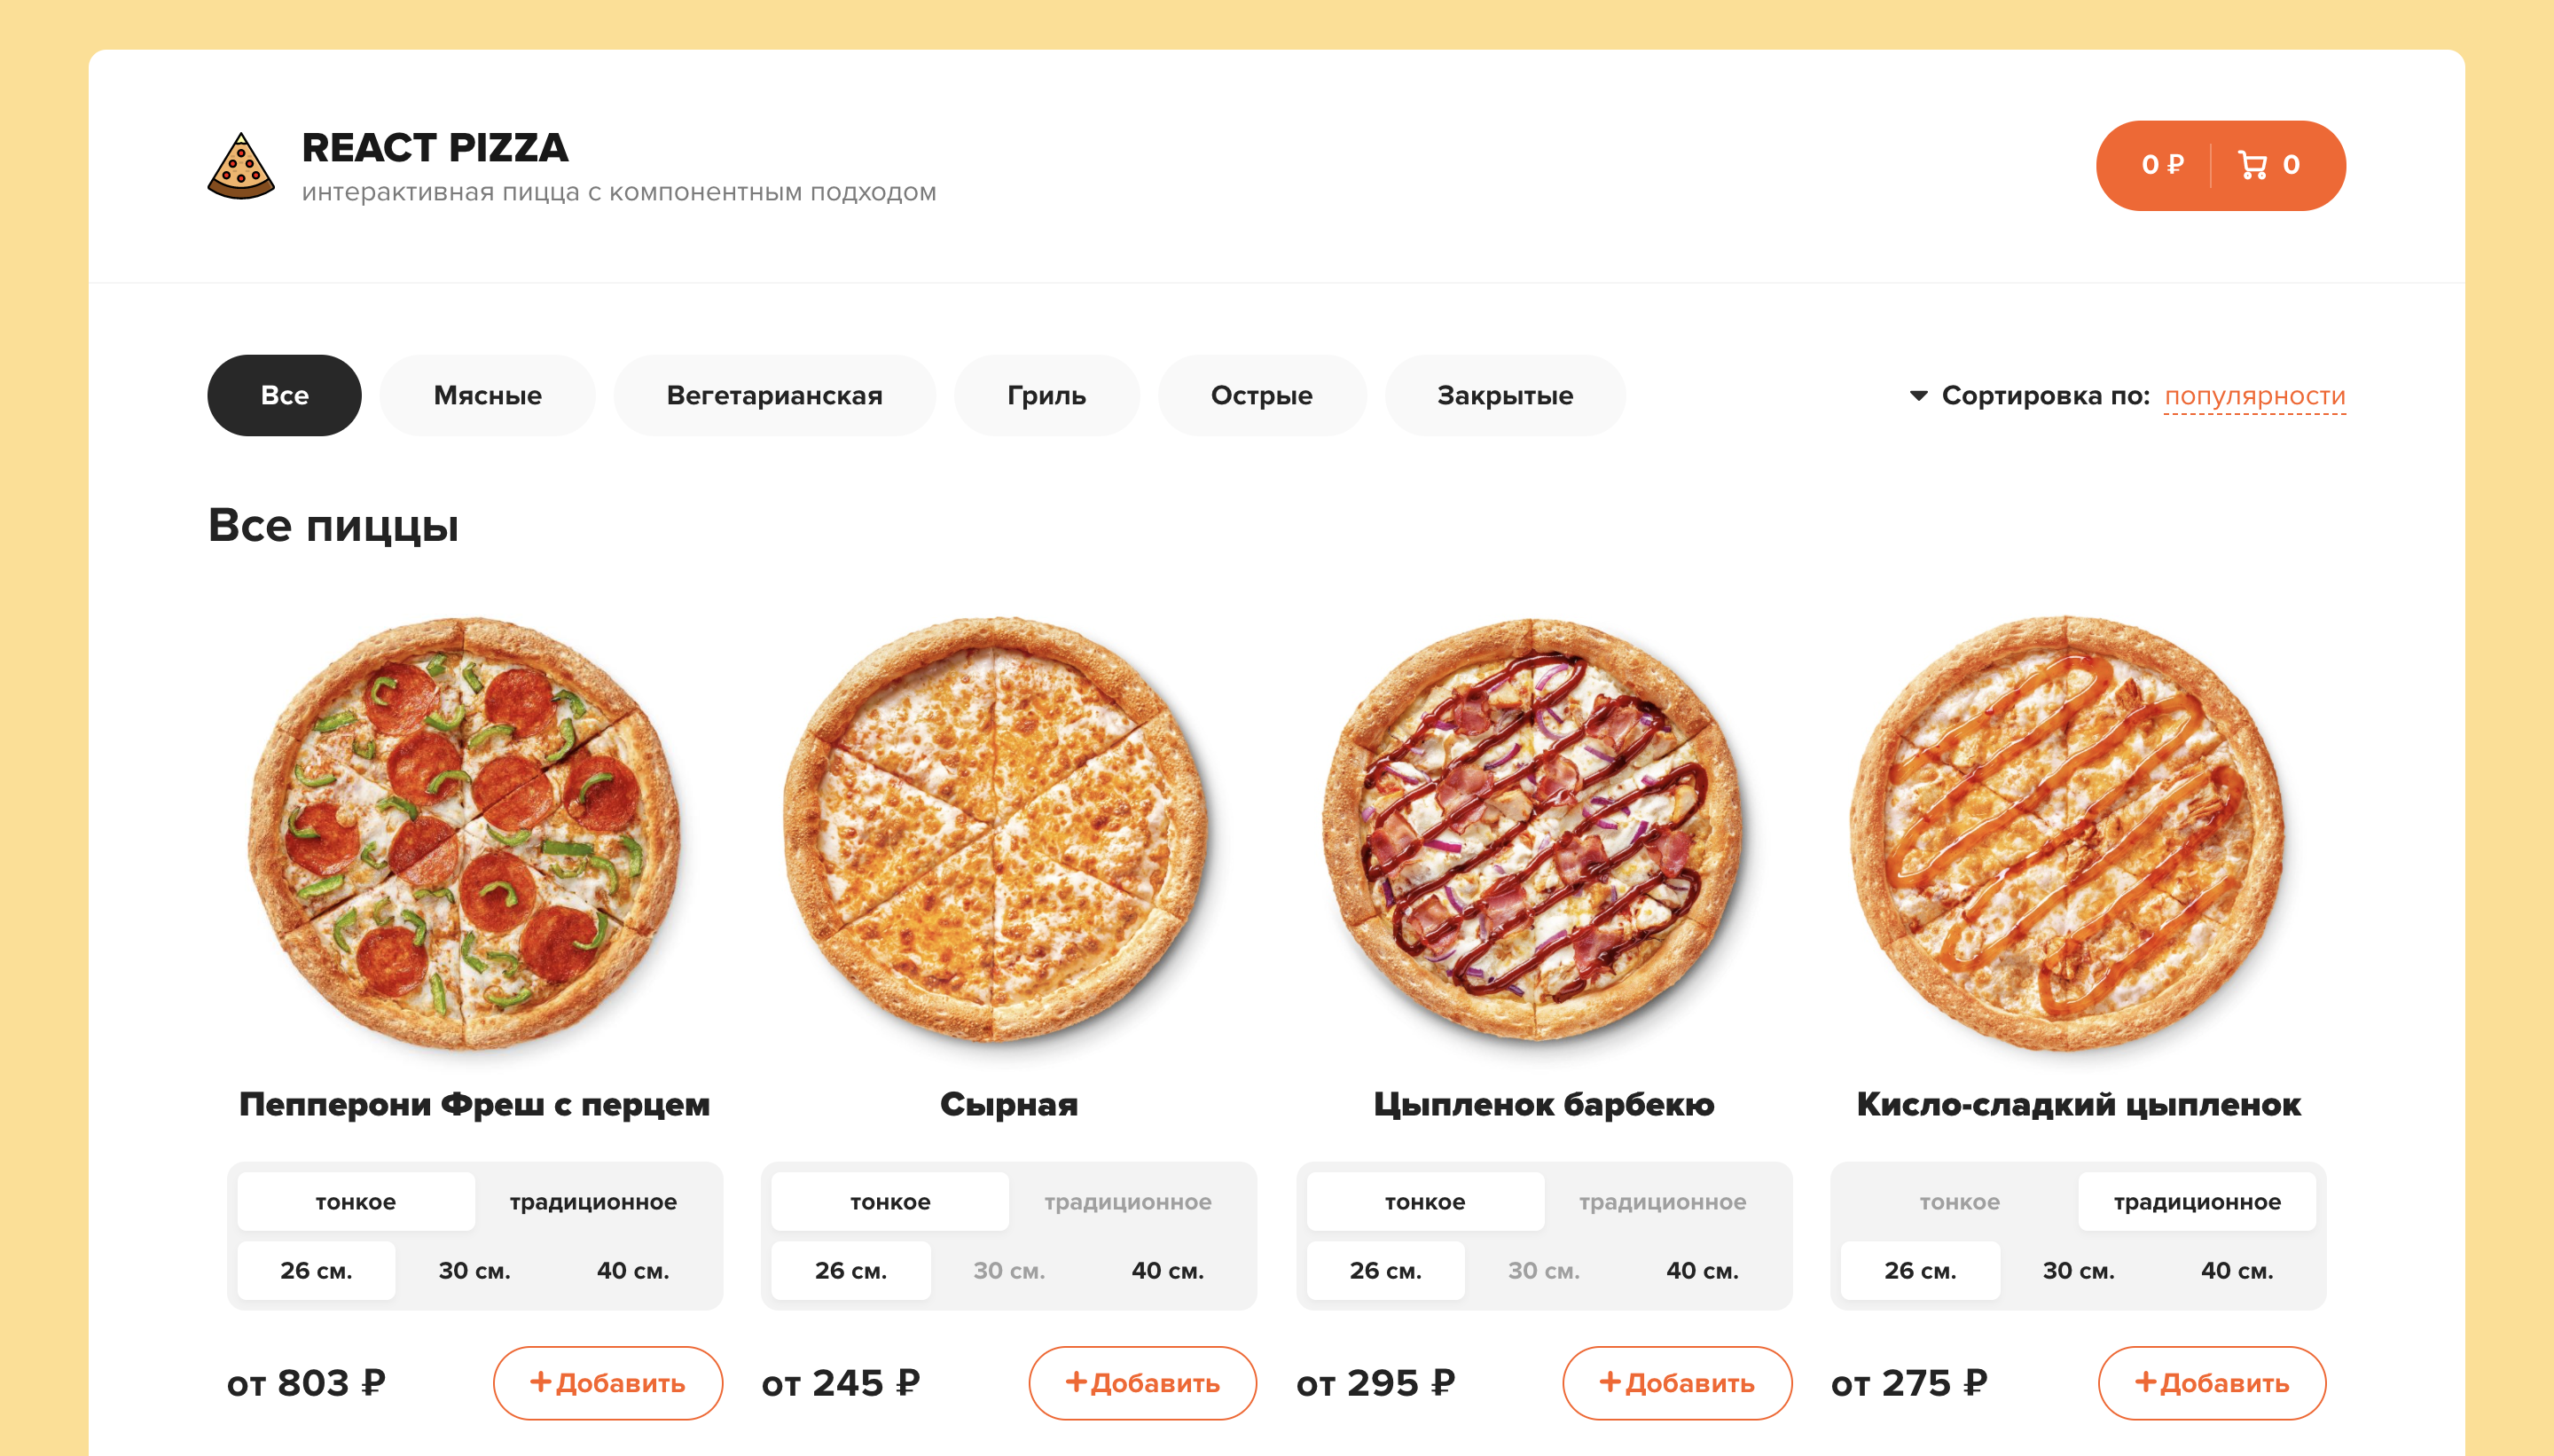 REACT PIZZA
интерактивная пицца с компонентным подходом
0 ₽ 0
Все Мясные Вегетарианская Гриль Острые Закрытые
Сортировка по: популярности
Все пиццы
Пепперони Фреш с перцем
тонкое традиционное
26 см. 30 см. 40 см.
от 803 ₽ +Добавить
Сырная
тонкое традиционное
26 см. 30 см. 40 см.
от 245 ₽ +Добавить
Цыпленок барбекю
тонкое традиционное
26 см. 30 см. 40 см.
от 295 ₽ +Добавить
Кисло-сладкий цыпленок
тонкое традиционное
26 см. 30 см. 40 см.
от 275 ₽ +Добавить